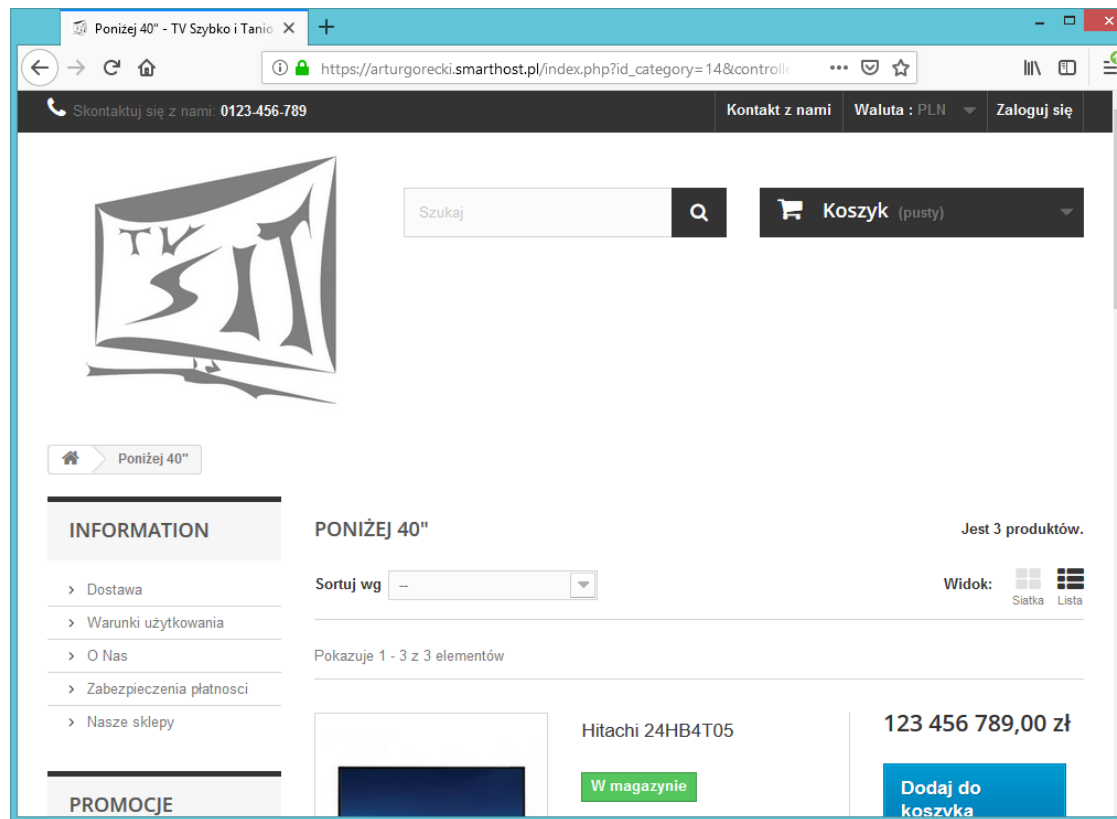 Poniżej 40" - TV Szybko i Tanio
https://arturgorecki.smarthost.pl/index.php?id_category=14&controlle
Skontaktuj się z nami: 0123-456-789
Kontakt z nami
Waluta : PLN
Zaloguj się
TV
SIT
Szukaj
Koszyk (pusty)
Poniżej 40"
INFORMATION
Dostawa
Warunki użytkowania
O Nas
Zabezpieczenia płatnosci
Nasze sklepy
PROMOCJE
PONIŻEJ 40"
Jest 3 produktów.
Sortuj wg --
Widok:
Siatka
Lista
Pokazuje 1 - 3 z 3 elementów
Hitachi 24HB4T05
W magazynie
123 456 789,00 zł
Dodaj do
koszyka